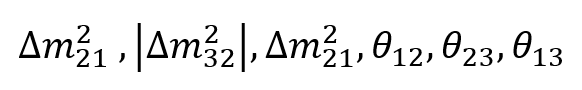 Δm²₂₁ , |Δm²₃₂|, Δm²₂₁, θ₁₂, θ₂₃, θ₁₃